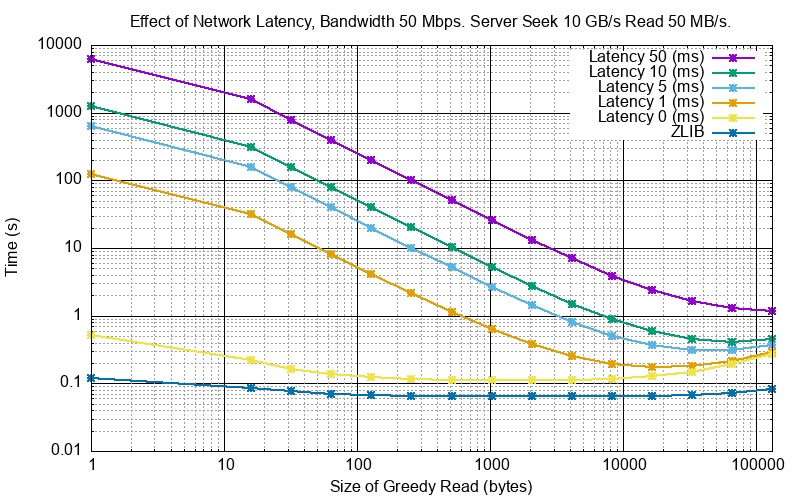 Effect of Network Latency, Bandwidth 50 Mbps. Server Seek 10 GB/s Read 50 MB/s.
10000
1000
100
10
1
0.1
0.01
Time (s)
Latency 50 (ms)
Latency 10 (ms)
Latency 5 (ms)
Latency 1 (ms)
Latency 0 (ms)
ZLIB
1 10 100 1000 10000 100000
Size of Greedy Read (bytes)